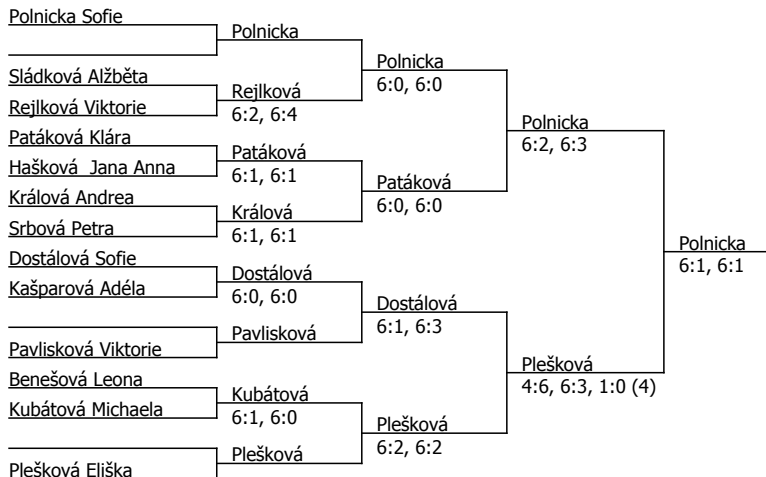 Polnicka Sofie
Sládková Alžběta
Rejlková Viktorie
Patáková Klára
Hašková  Jana Anna
Králová Andrea
Srbová Petra
Dostálová Sofie
Kašparová Adéla
Pavlisková Viktorie
Benešová Leona
Kubátová Michaela
Plešková Eliška
Polnicka
Rejlková
6:2, 6:4
Patáková
6:1, 6:1
Králová
6:1, 6:1
Dostálová
6:0, 6:0
Pavlisková
Kubátová
6:1, 6:0
Plešková
Polnicka
6:0, 6:0
Patáková
6:0, 6:0
Dostálová
6:1, 6:3
Plešková
6:2, 6:2
Polnicka
6:2, 6:3
Plešková
4:6, 6:3, 1:0 (4)
Polnicka
6:1, 6:1